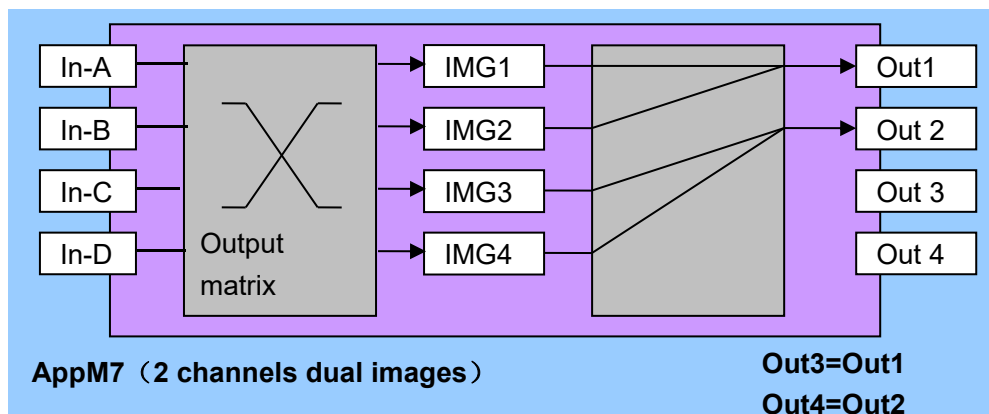 In-A
In-B
In-C
In-D
Output
matrix
IMG1
IMG2
IMG3
IMG4
Out1
Out 2
Out 3
Out 4
AppM7（2 channels dual images）
Out3=Out1
Out4=Out2